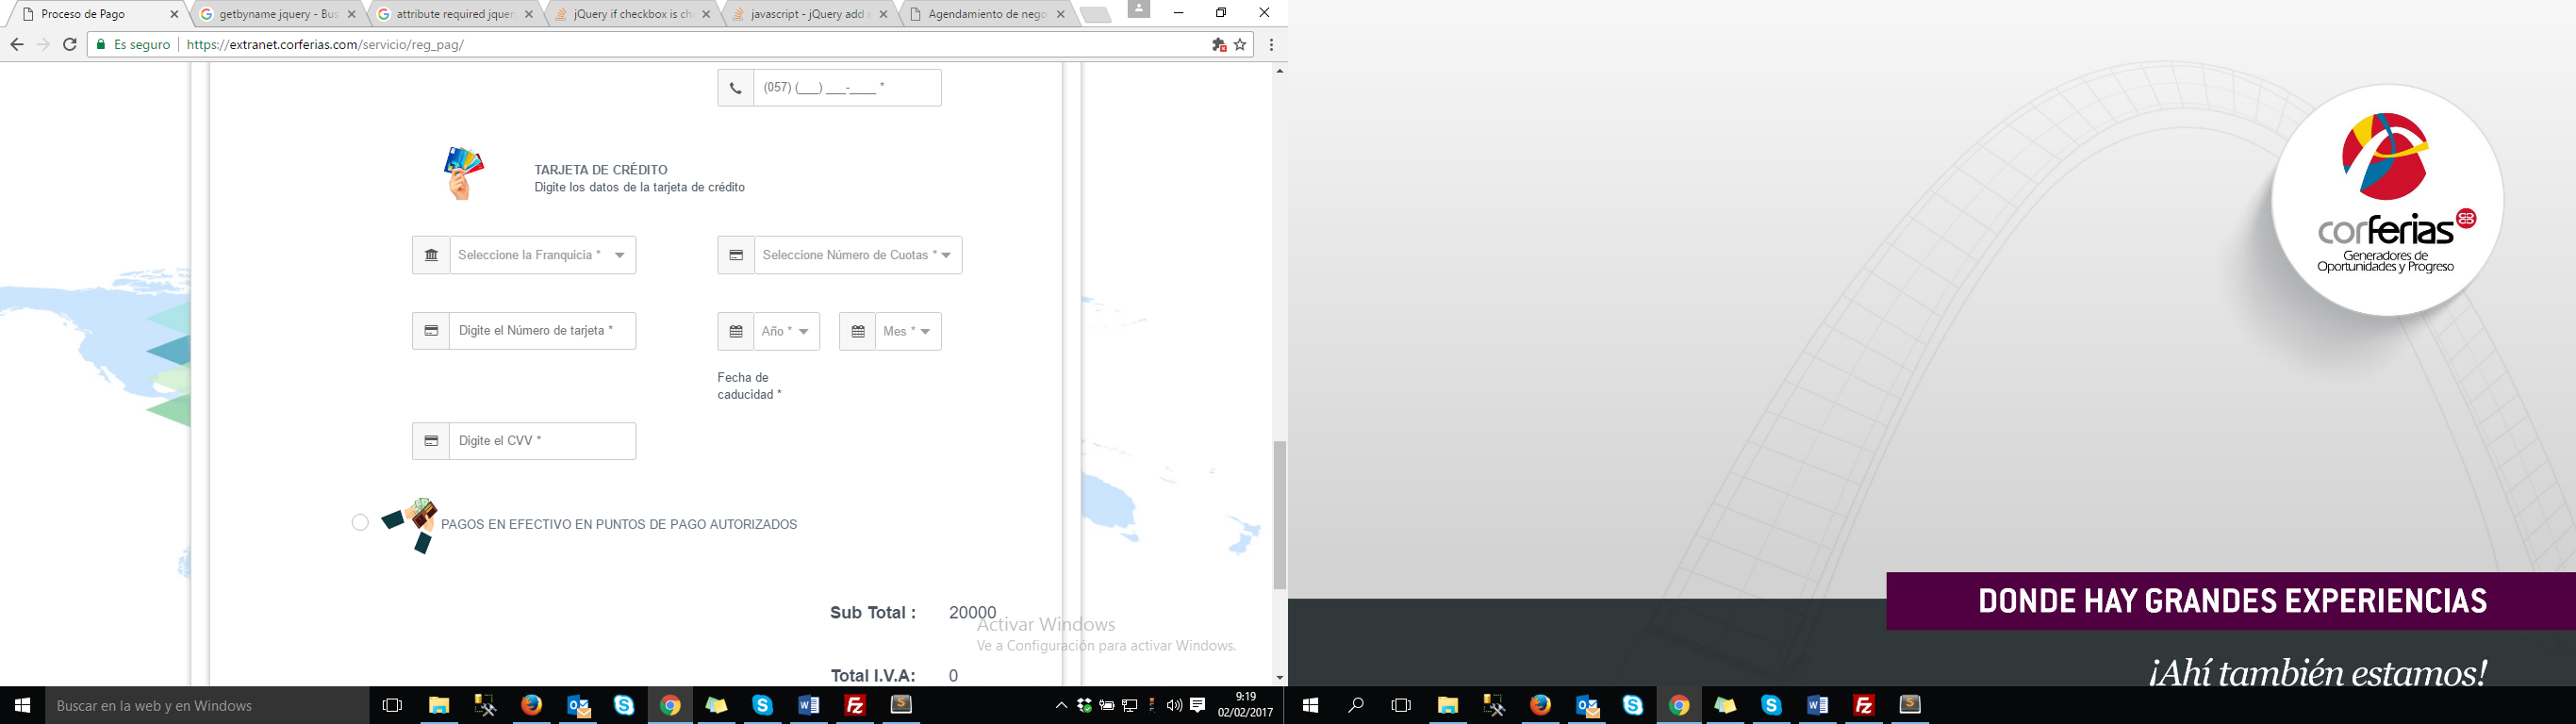 Proceso de Pago
getbyname jquery - Bus
attribute required jquer
jQuery if checkbox is ch
javascript - jQuery add
Agendamiento de nego
Es seguro
https://extranet.corferias.com/servicio/reg_pag/
(057) (___) ___-____ *
TARJETA DE CRÉDITO
Digite los datos de la tarjeta de crédito
Seleccione la Franquicia *
Seleccione Número de Cuotas *
Digite el Número de tarjeta *
Año *
Mes *
Fecha de
caducidad *
Digite el CVV *
PAGOS EN EFECTIVO EN PUNTOS DE PAGO AUTORIZADOS
Sub Total : 20000
Activar Windows
Ve a Configuración para activar Windows.
Total I.V.A: 0
Buscar en la web y en Windows
9:19
02/02/2017
corferias
Generadores de
Oportunidades y Progreso
DONDE HAY GRANDES EXPERIENCIAS
¡Ahí también estamos!